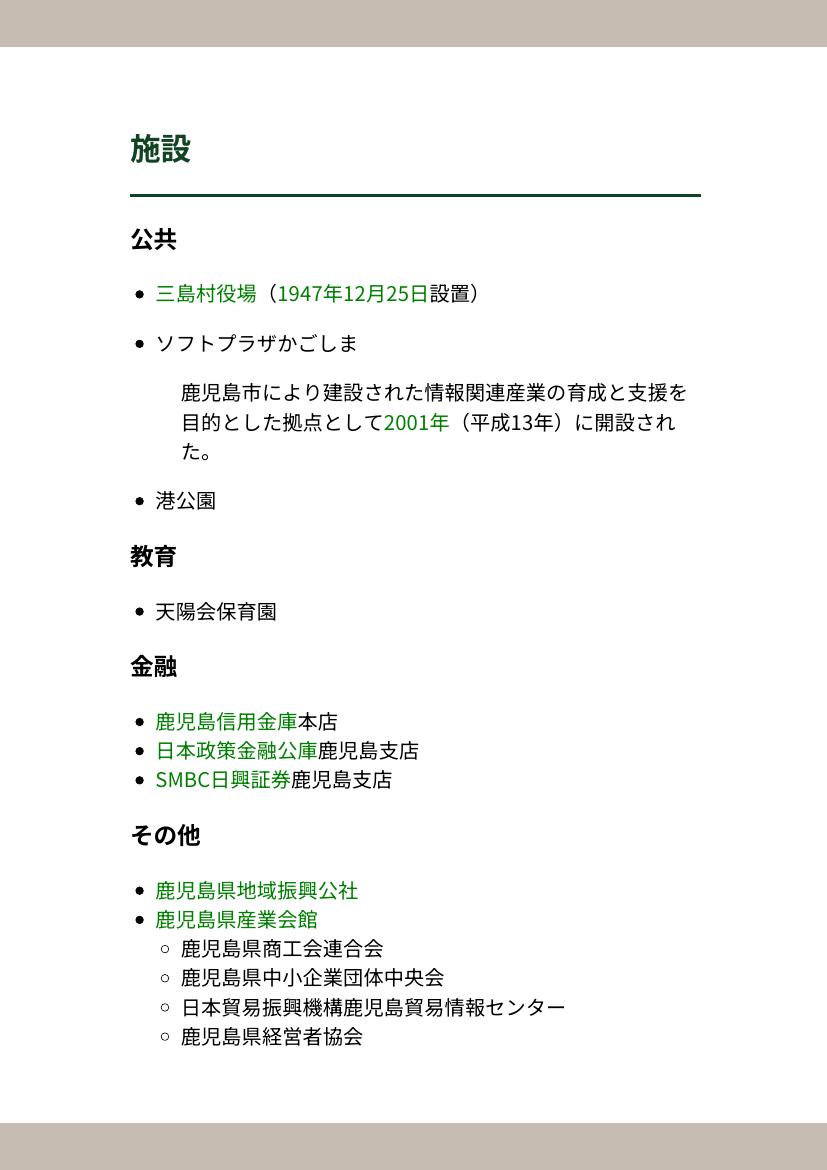 施設
公共
三島村役場（1947年12月25日設置）
ソフトプラザかごしま
鹿児島市により建設された情報関連産業の育成と支援を
目的とした拠点として2001年（平成13年）に開設され
た。
港公園
教育
天陽会保育園
金融
鹿児島信用金庫本店
日本政策金融公庫鹿児島支店
SMBC日興証券鹿児島支店
その他
鹿児島県地域振興公社
鹿児島県産業会館
鹿児島県商工会連合会
鹿児島県中小企業団体中央会
日本貿易振興機構鹿児島貿易情報センター
鹿児島県経営者協会